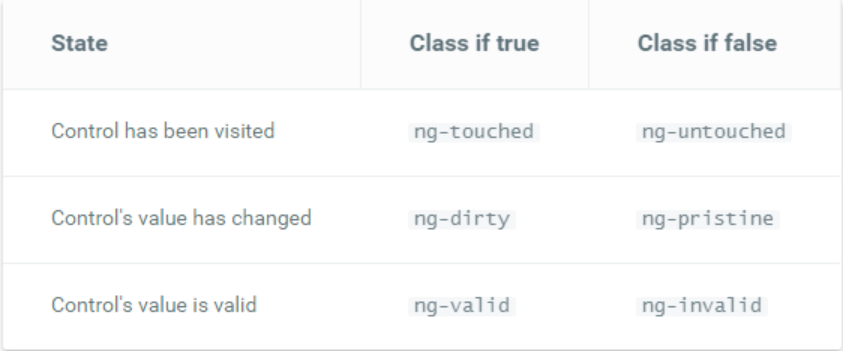 State Class if true Class if false
Control has been visited ng-touched ng-untouched
Control's value has changed ng-dirty ng-pristine
Control's value is valid ng-valid ng-invalid